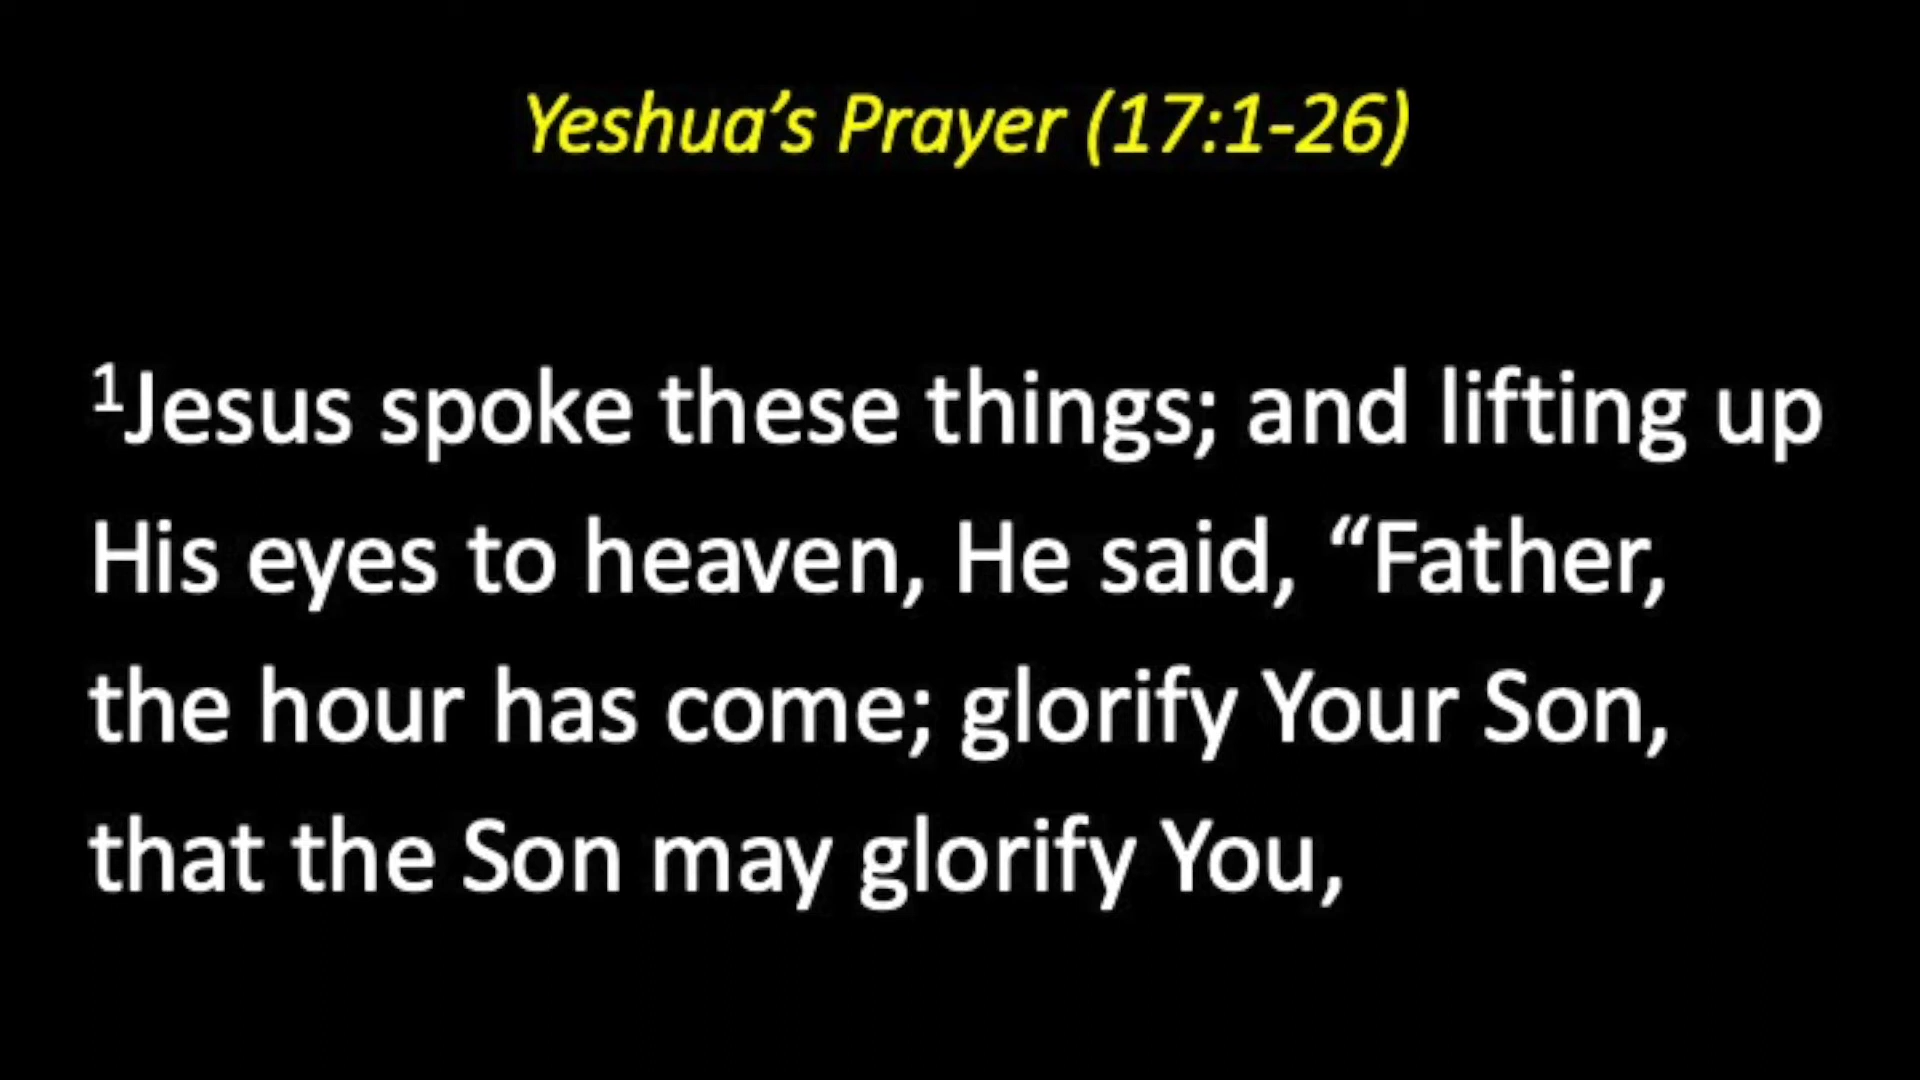 Yeshua’s Prayer (17:1-26)
¹Jesus spoke these things; and lifting up
His eyes to heaven, He said, “Father,
the hour has come; glorify Your Son,
that the Son may glorify You,